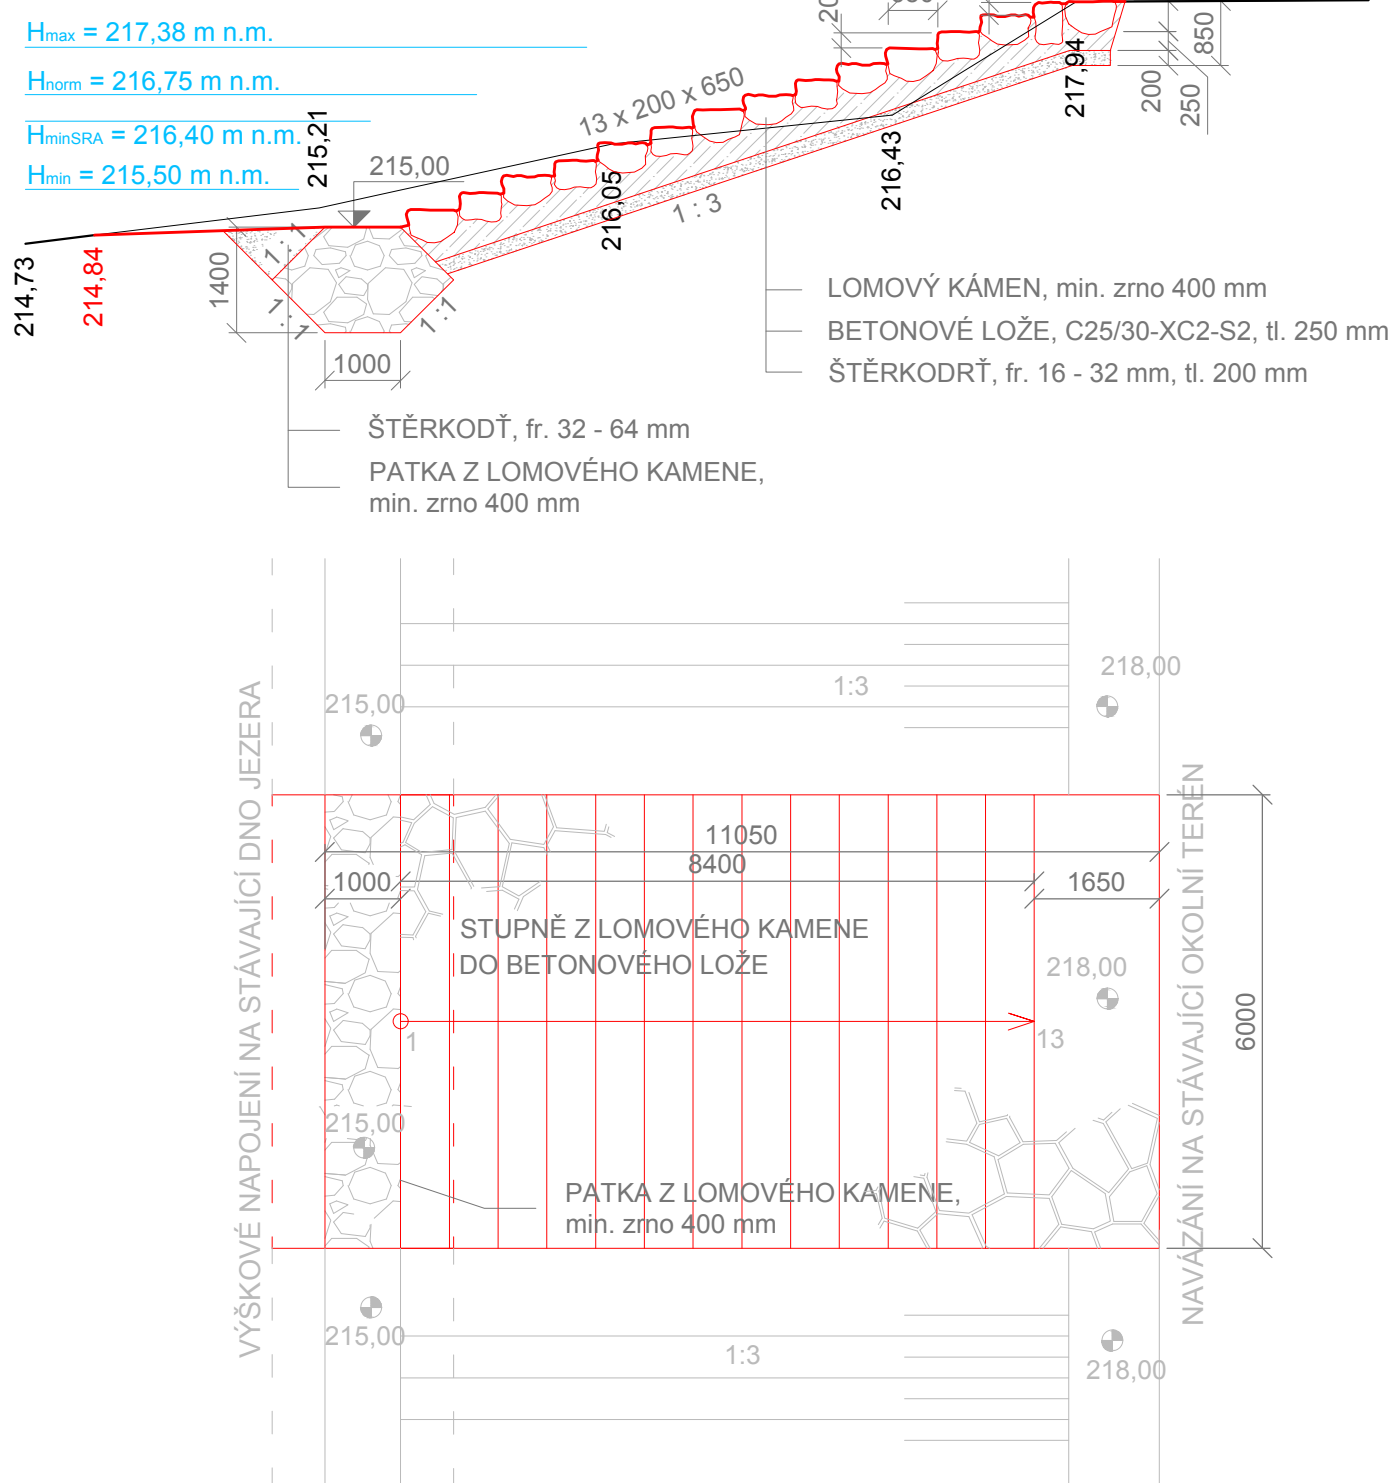 Hmax = 217,38 m n.m.
Hnorm = 216,75 m n.m.
HminSRA = 216,40 m n.m.
Hmin = 215,50 m n.m.
215,21
215,00
13 x 200 x 650
216,05
1 : 3
216,43
217,94
200
250
850
214,73
214,84
1400
1:1
1:1
1:1
1000
LOMOVÝ KÁMEN, min. zrno 400 mm
BETONOVÉ LOŽE, C25/30-XC2-S2, tl. 250 mm
ŠTĚRKODRŤ, fr. 16 - 32 mm, tl. 200 mm
ŠTĚRKODŤ, fr. 32 - 64 mm
PATKA Z LOMOVÉHO KAMENE,
min. zrno 400 mm
VÝŠKOVÉ NAPOJENÍ NA STÁVAJÍCÍ DNO JEZERA
215,00
1:3
218,00
11050
8400
1000
1650
STUPNĚ Z LOMOVÉHO KAMENE
DO BETONOVÉHO LOŽE
218,00
1
13
6000
215,00
PATKA Z LOMOVÉHO KAMENE,
min. zrno 400 mm
NAVÁZÁNÍ NA STÁVAJÍCÍ OKOLNÍ TERÉN
215,00
1:3
218,00